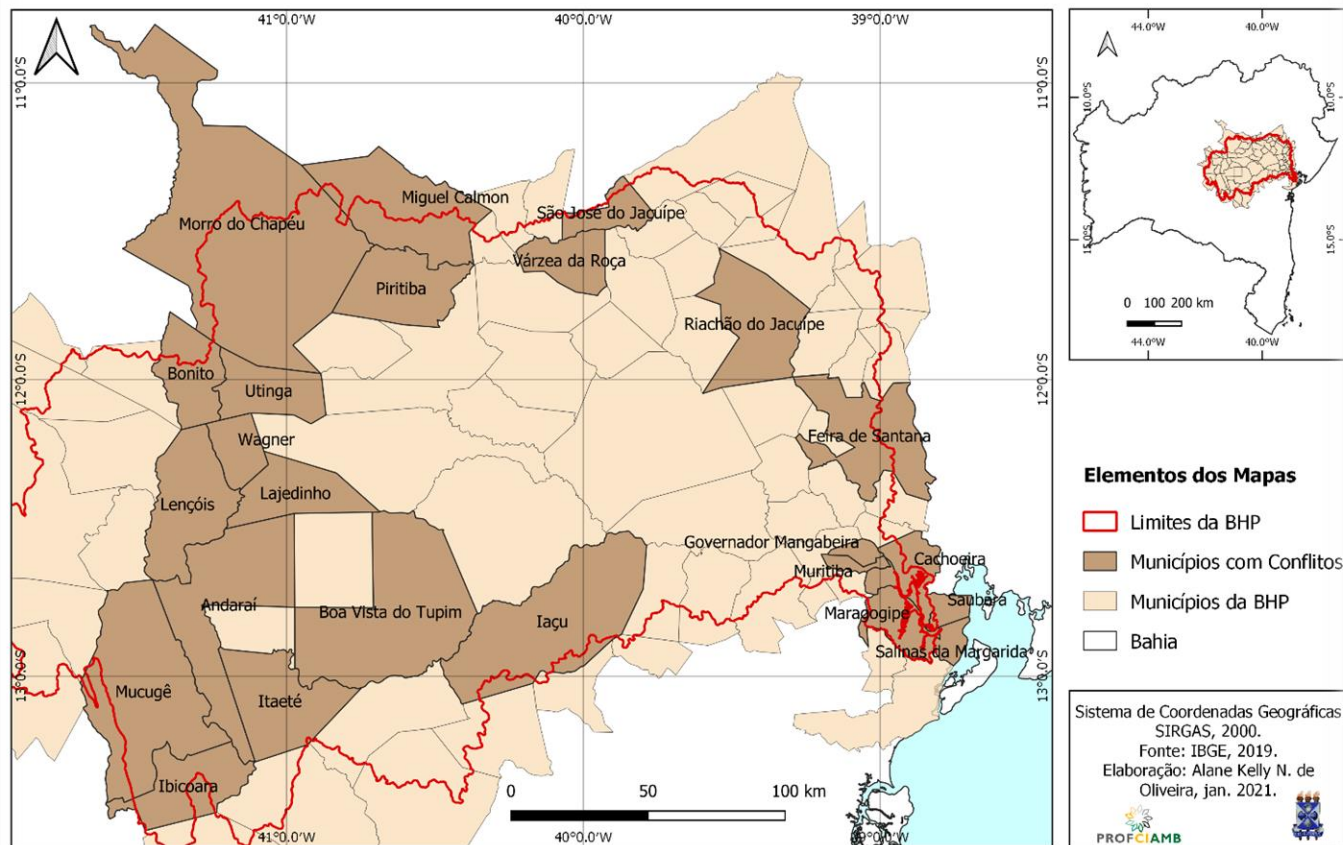 41°0.0'W
40°0.0'W
39°0.0'W
11°0.0'S
11°0.0'S
Miguel Calmon
São José do Jacuípe
Morro do Chapéu
Várzea da Roça
Piritiba
Riachão do Jacuípe
12°0.0'S
12°0.0'S
Bonito
Utinga
Wagner
Feira de Santana
Lençóis
Lajedinho
Governador Mangabeira
Cachoeira
Muritiba
Andaraí
Boa Vista do Tupim
Iaçu
Maragogipe
Saubara
Salinas da Margarida
13°0.0'S
13°0.0'S
Mucugê
Itaeté
Ibicoara
0 50 100 km
41°0.0'W
40°0.0'W
39°0.0'W
44.0°W
40.0°W
10.0°S
10.0°S
15.0°S
15.0°S
0 100 200 km
44.0°W
40.0°W
Elementos dos Mapas
Limites da BHP
Municípios com Conflitos
Municípios da BHP
Bahia
Sistema de Coordenadas Geográficas
SIRGAS, 2000.
Fonte: IBGE, 2019.
Elaboração: Alane Kelly N. de
Oliveira, jan. 2021.
PROFCIAMB